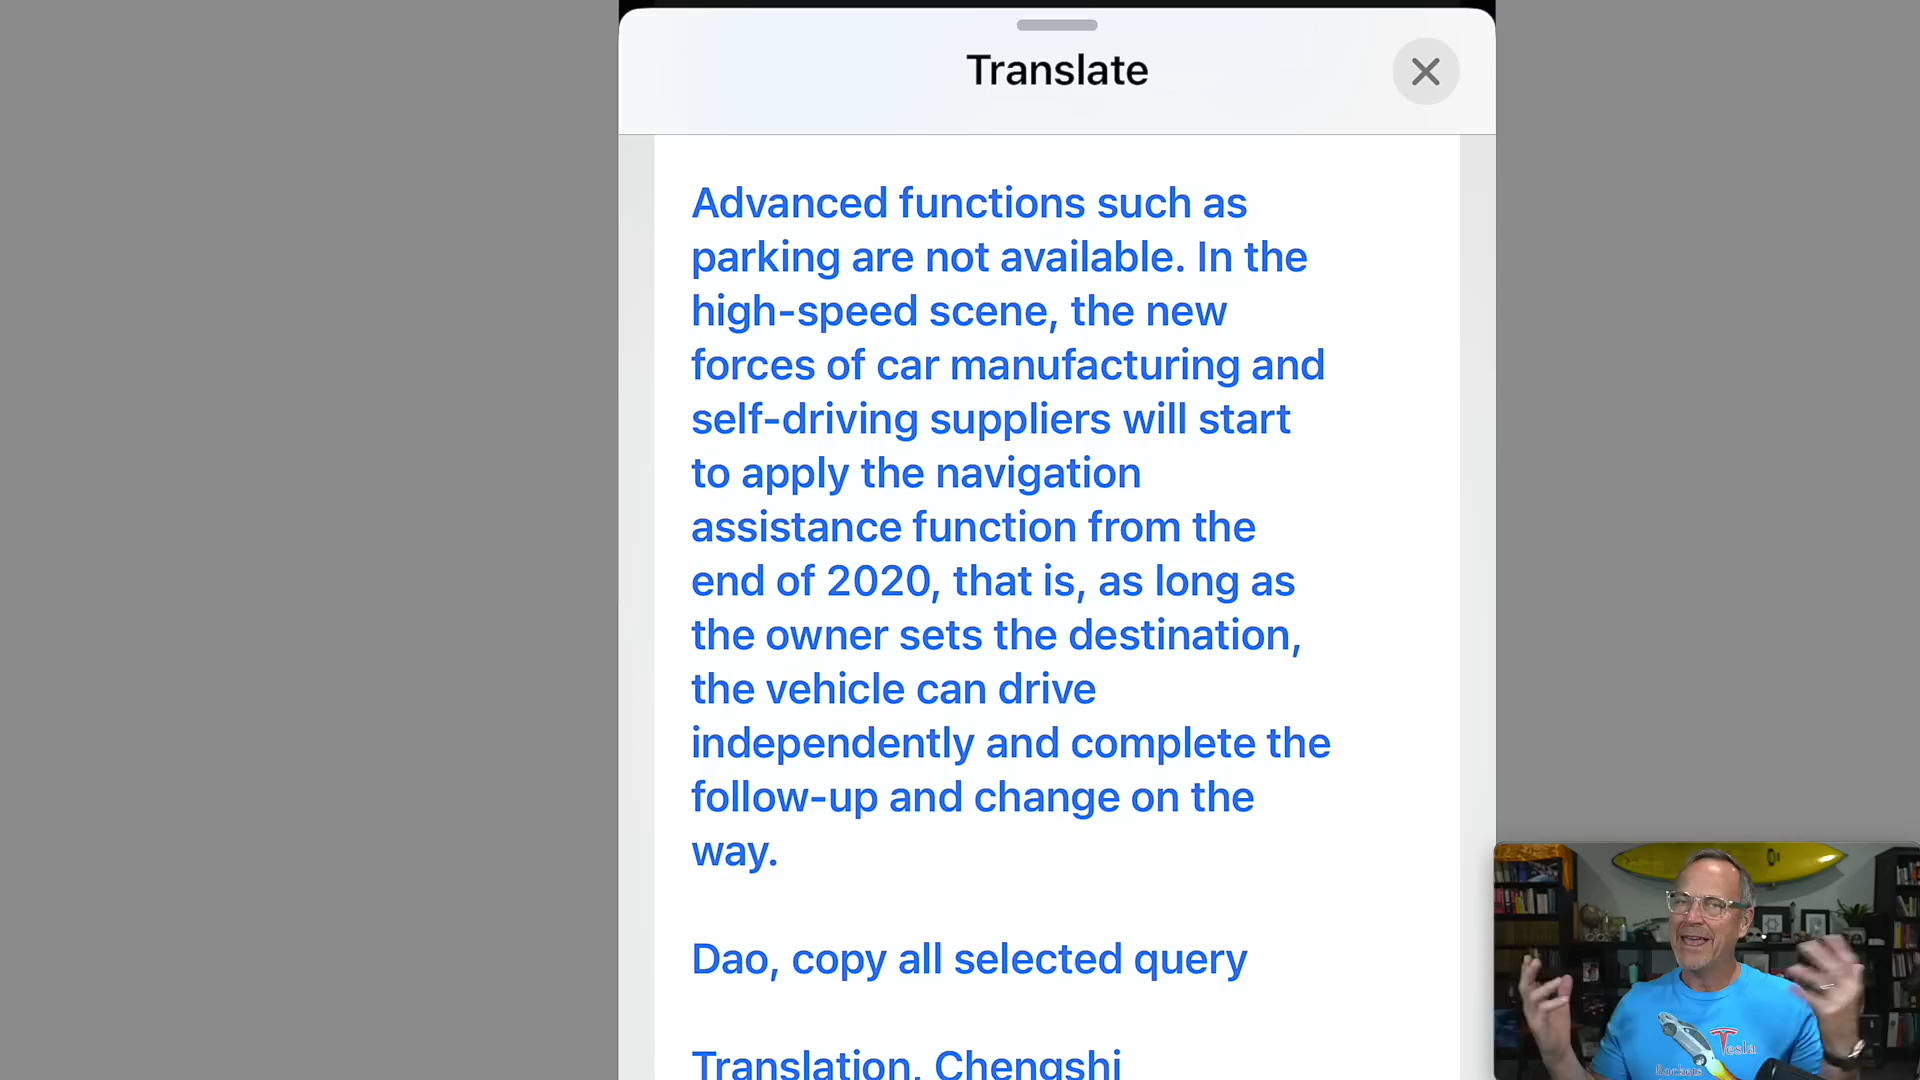 Translate
Advanced functions such as
parking are not available. In the
high-speed scene, the new
forces of car manufacturing and
self-driving suppliers will start
to apply the navigation
assistance function from the
end of 2020, that is, as long as
the owner sets the destination,
the vehicle can drive
independently and complete the
follow-up and change on the
way.
Dao, copy all selected query
Translation, Chengshi
Tesla
Rockets